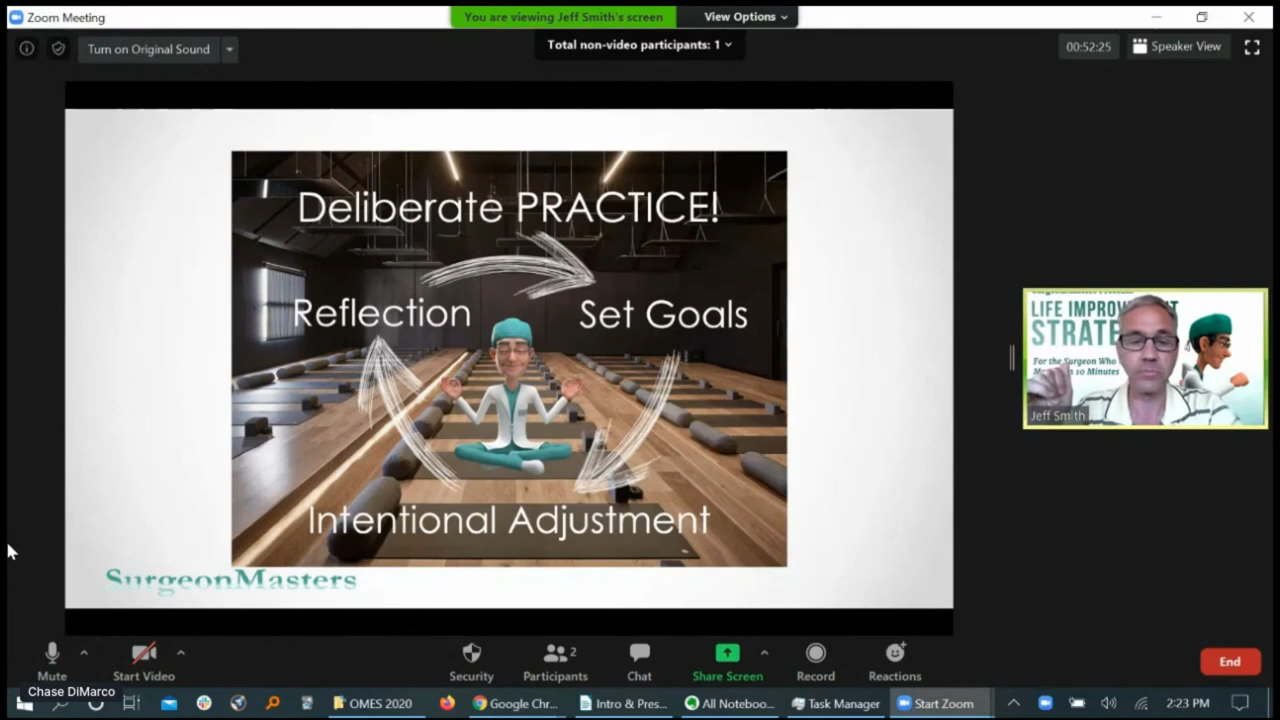 Zoom Meeting
You are viewing Jeff Smith's screen
View Options
Turn on Original Sound
Total non-video participants: 1
00:52:25
Speaker View
Deliberate PRACTICE!
Reflection
Set Goals
Intentional Adjustment
SurgeonMasters
LIFE IMPROV
STRATE
For the Surgeon Who
in 10 Minutes
Jeff Smith
Mute
Start Video
Security
2
Participants
Chat
Share Screen
Record
Reactions
End
Chase DiMarco
OMES 2020
Google Chr...
Intro & Pres...
All Noteboo...
Task Manager
Start Zoom
2:23 PM